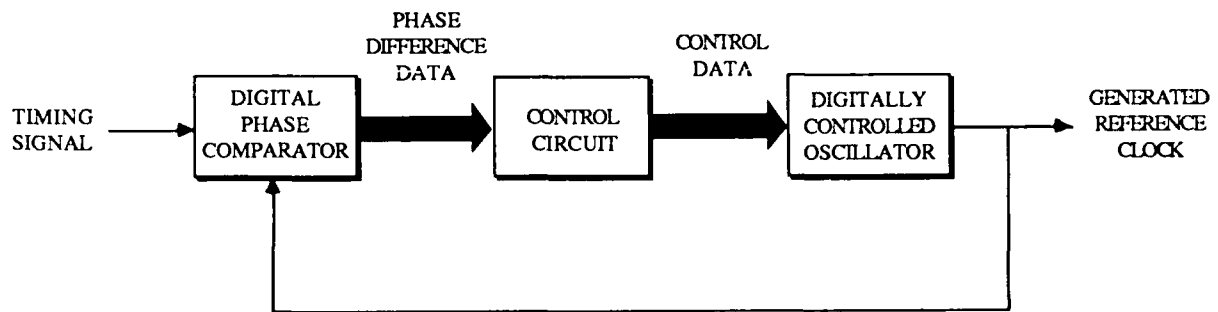 PHASE
DIFFERENCE
DATA
CONTROL
DATA
TIMING
SIGNAL
DIGITAL
PHASE
COMPARATOR
CONTROL
CIRCUIT
DIGITALLY
CONTROLLED
OSCILLATOR
GENERATED
REFERENCE
CLOCK